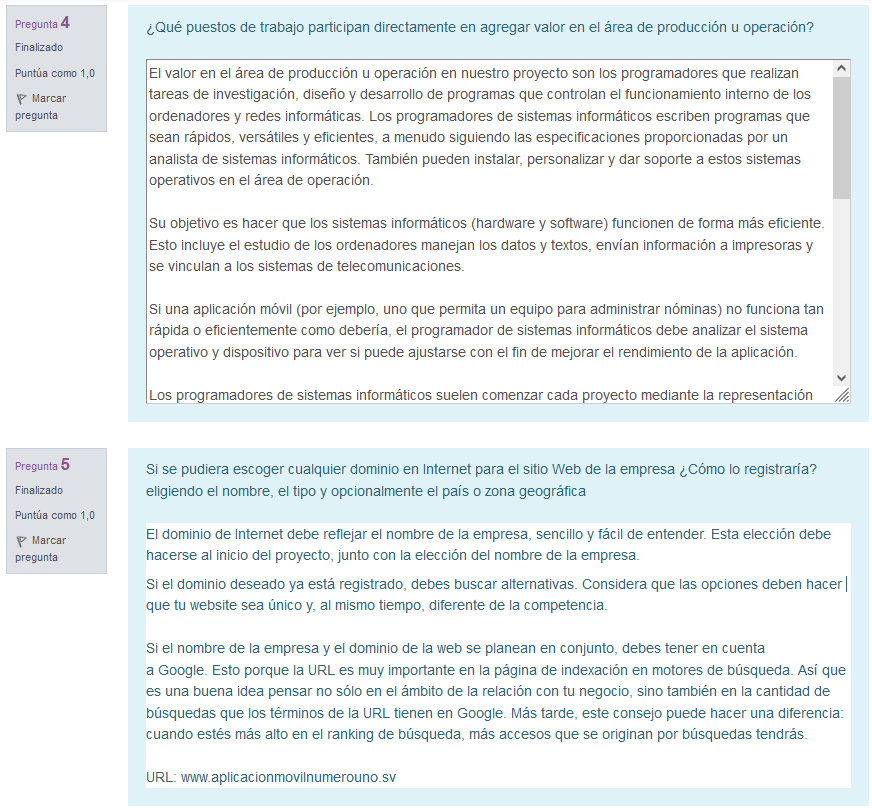 Pregunta 4
Finalizado
Puntúa como 1,0
Marcar
pregunta
¿Qué puestos de trabajo participan directamente en agregar valor en el área de producción u operación?
El valor en el área de producción u operación en nuestro proyecto son los programadores que realizan
tareas de investigación, diseño y desarrollo de programas que controlan el funcionamiento interno de los
ordenadores y redes informáticas. Los programadores de sistemas informáticos escriben programas que
sean rápidos, versátiles y eficientes, a menudo siguiendo las especificaciones proporcionadas por un
analista de sistemas informáticos. También pueden instalar, personalizar y dar soporte a estos sistemas
operativos en el área de operación.
Su objetivo es hacer que los sistemas informáticos (hardware y software) funcionen de forma más eficiente.
Esto incluye el estudio de los ordenadores manejan los datos y textos, envían información a impresoras y
se vinculan a los sistemas de telecomunicaciones.
Si una aplicación móvil (por ejemplo, uno que permita un equipo para administrar nóminas) no funciona tan
rápida o eficientemente como debería, el programador de sistemas informáticos debe analizar el sistema
operativo y dispositivo para ver si puede ajustarse con el fin de mejorar el rendimiento de la aplicación.
Los programadores de sistemas informáticos suelen comenzar cada proyecto mediante la representación
Pregunta 5
Finalizado
Puntúa como 1,0
Marcar
pregunta
Si se pudiera escoger cualquier dominio en Internet para el sitio Web de la empresa ¿Cómo lo registraría?
eligiendo el nombre, el tipo y opcionalmente el país o zona geográfica
El dominio de Internet debe reflejar el nombre de la empresa, sencillo y fácil de entender. Esta elección debe
hacerse al inicio del proyecto, junto con la elección del nombre de la empresa.
Si el dominio deseado ya está registrado, debes buscar alternativas. Considera que las opciones deben hacer
que tu website sea único y, al mismo tiempo, diferente de la competencia.
Si el nombre de la empresa y el dominio de la web se planean en conjunto, debes tener en cuenta
a Google. Esto porque la URL es muy importante en la página de indexación en motores de búsqueda. Así que
es una buena idea pensar no sólo en el ámbito de la relación con tu negocio, sino también en la cantidad de
búsquedas que los términos de la URL tienen en Google. Más tarde, este consejo puede hacer una diferencia:
cuando estés más alto en el ranking de búsqueda, más accesos que se originan por búsquedas tendrás.
URL: www.aplicacionmovilnumerouno.sv